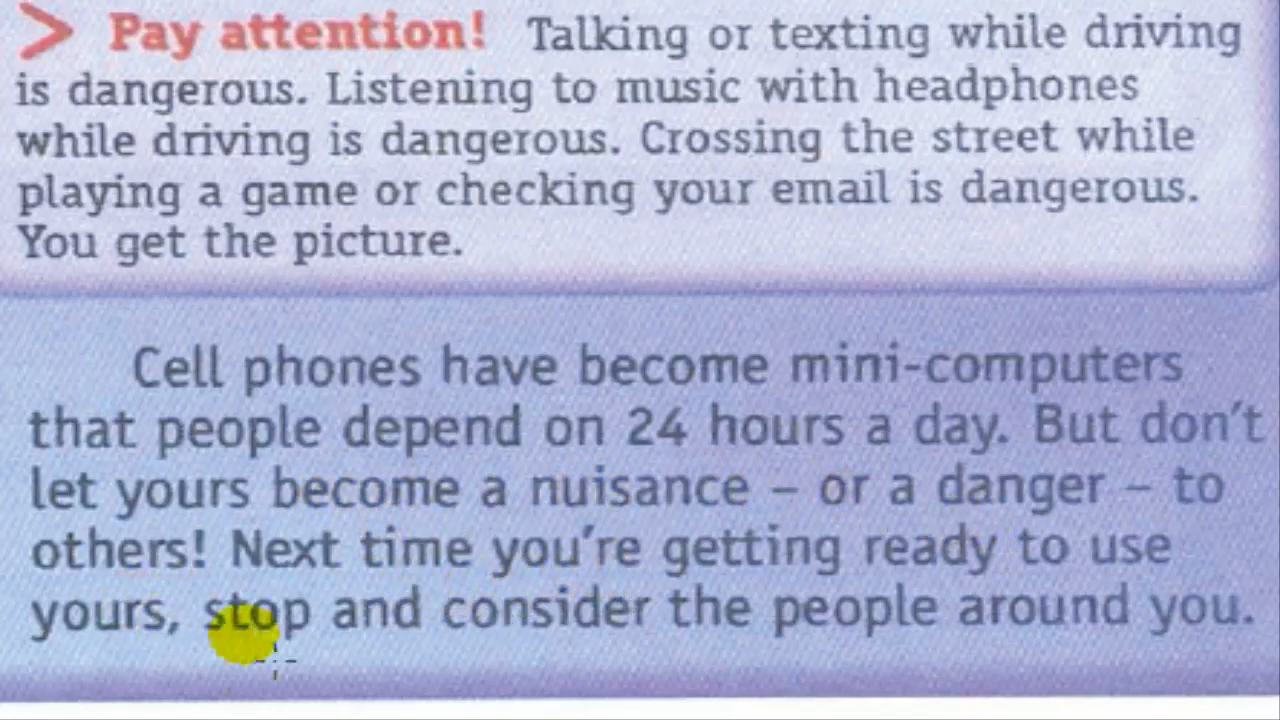 > Pay attention! Talking or texting while driving
is dangerous. Listening to music with headphones
while driving is dangerous. Crossing the street while
playing a game or checking your email is dangerous.
You get the picture.
Cell phones have become mini-computers
that people depend on 24 hours a day. But don't
let yours become a nuisance – or a danger – to
others! Next time you're getting ready to use
yours, stop and consider the people around you.